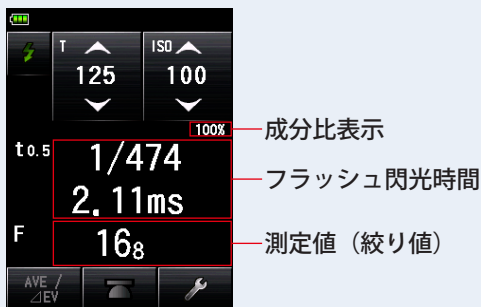 T
125
ISO
100
100%
成分比表示
t0.5
1/474
2.11ms
フラッシュ閃光時間
F
168
測定値（絞り値）
AVE /
⊿EV